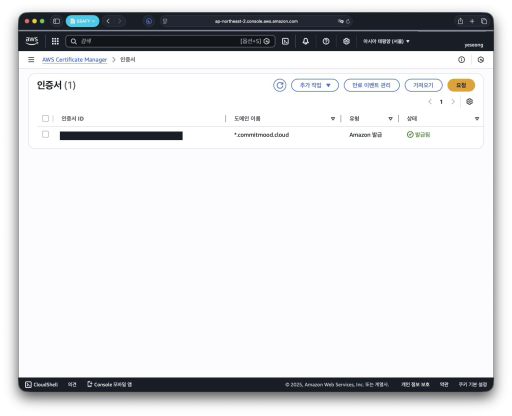 SSAFY
ap-northeast-2.console.aws.amazon.com
aws
검색
[옵션+S]
아시아 태평양 (서울) ▼
yeseong
AWS Certificate Manager > 인증서
인증서 (1)
추가 작업 ▼
만료 이벤트 관리
가져오기
요청
< 1 >
인증서 ID
도메인 이름
유형
상태
*.commitmood.cloud
Amazon 발급
발급됨
CloudShell
의견
Console 모바일 앱
© 2025, Amazon Web Services, Inc. 또는 계열사.
개인 정보 보호
약관
쿠키 기본 설정